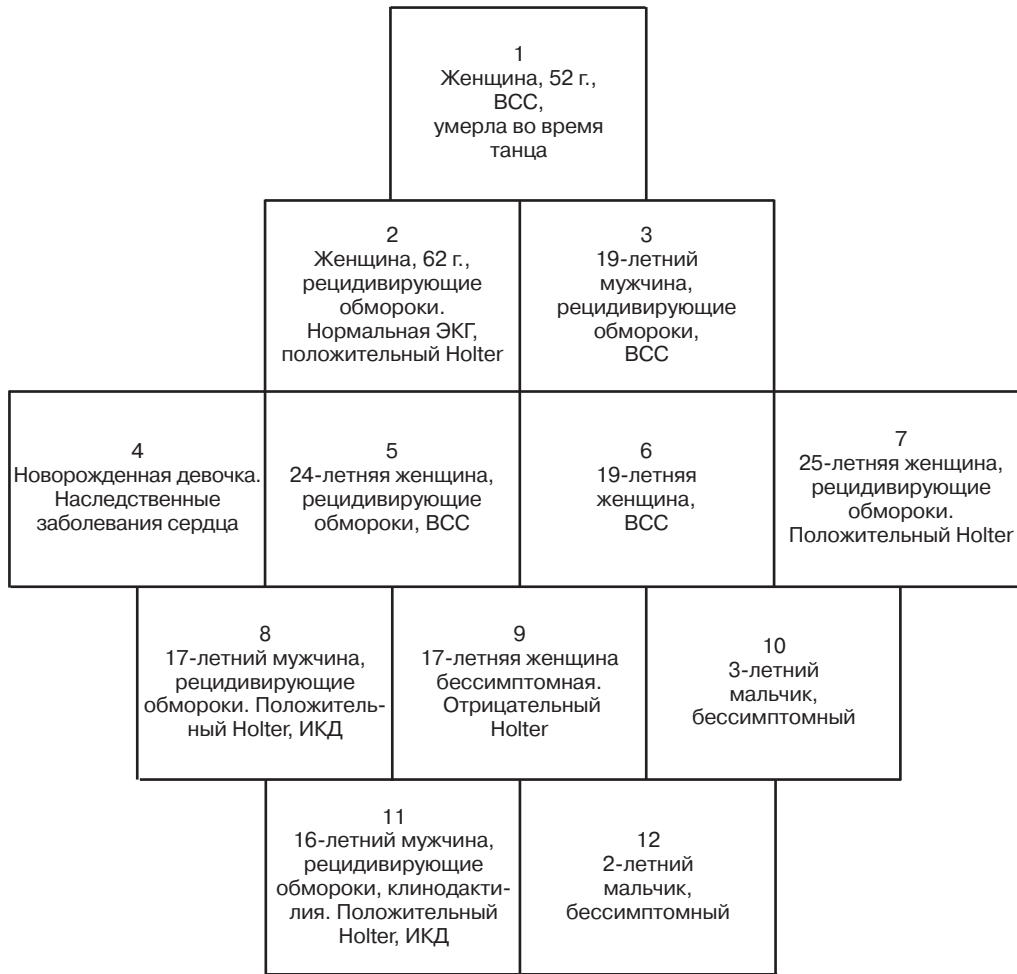 1
Женщина, 52 г.,
ВСС,
умерла во время
танца
2
Женщина, 62 г.,
рецидивирующие
обмороки.
Нормальная ЭКГ,
положительный Holter
3
19-летний
мужчина,
рецидивирующие
обмороки,
ВСС
4
Новорожденная девочка.
Наследственные
заболевания сердца
5
24-летняя женщина,
рецидивирующие
обмороки, ВСС
6
19-летняя
женщина,
ВСС
7
25-летняя женщина,
рецидивирующие
обмороки.
Положительный Holter
8
17-летний мужчина,
рецидивирующие
обмороки. Положитель-
ный Holter, ИКД
9
17-летняя женщина
бессимптомная.
Отрицательный
Holter
10
3-летний
мальчик,
бессимптомный
11
16-летний мужчина,
рецидивирующие
обмороки, клинодакти-
лия. Положительный
Holter, ИКД
12
2-летний
мальчик,
бессимптомный